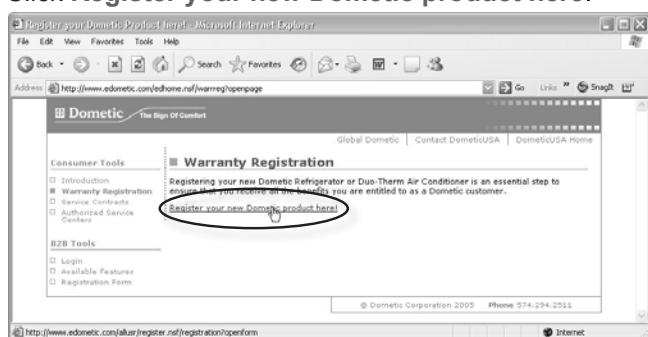 Click Register your new Dometic product here!
Register your Dometic Product here! - Microsoft Internet Explorer
File Edit View Favorites Tools Help
Back Search Favorites
Address http://www.edometic.com/edhome.nsf/warrreg?openpage Go Links » SnagIt
Dometic The Sign Of Comfort
Global Dometic | Contact DometicUSA | DometicUSA Home
Consumer Tools
Introduction
Warranty Registration
Service Contracts
Authorized Service
Centers
B2B Tools
Login
Available Features
Registration Form
Warranty Registration
Registering your new Dometic Refrigerator or Duo-Therm Air Conditioner is an essential step to
ensure that you receive all the benefits you are entitled to as a Dometic customer.
Register your new Dometic product here!
© Dometic Corporation 2005 Phone 574.294.2511
http://www.edometic.com/allusr/register.nsf/registration?openform Internet